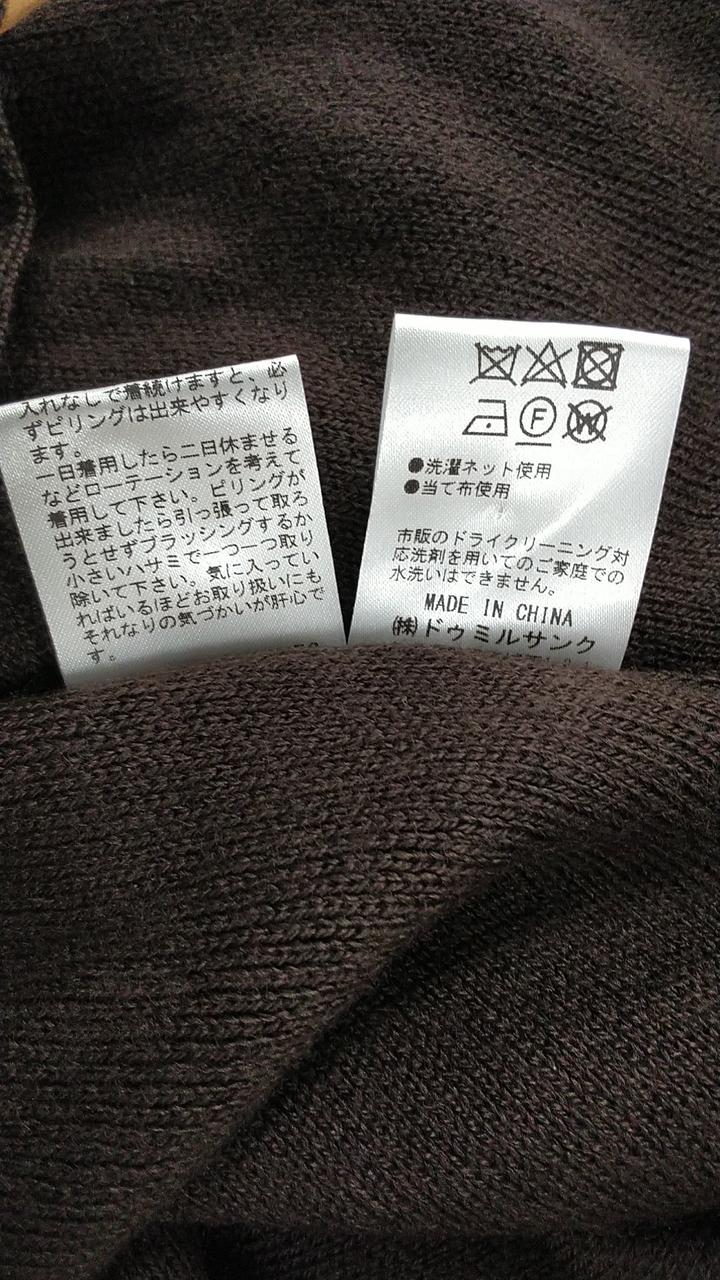 入れなしで着続けますと、必
ずピリングは出来やすくなり
ます。
一日着用したら二日休ませる
などローテーションを考えて
着用して下さい。ピリングが
出来ましたら引っ張って取ろ
うとせずブラッシングするか
小さいハサミで一つ一つ取り
除いて下さい。気に入ってい
ればいるほどお取り扱いにも
それなりの気づかいが肝心で
す。
F W
●洗濯ネット使用
●当て布使用
市販のドライクリーニング対
応洗剤を用いてのご家庭での
水洗いはできません。
MADE IN CHINA
㈱ドゥミルサンク